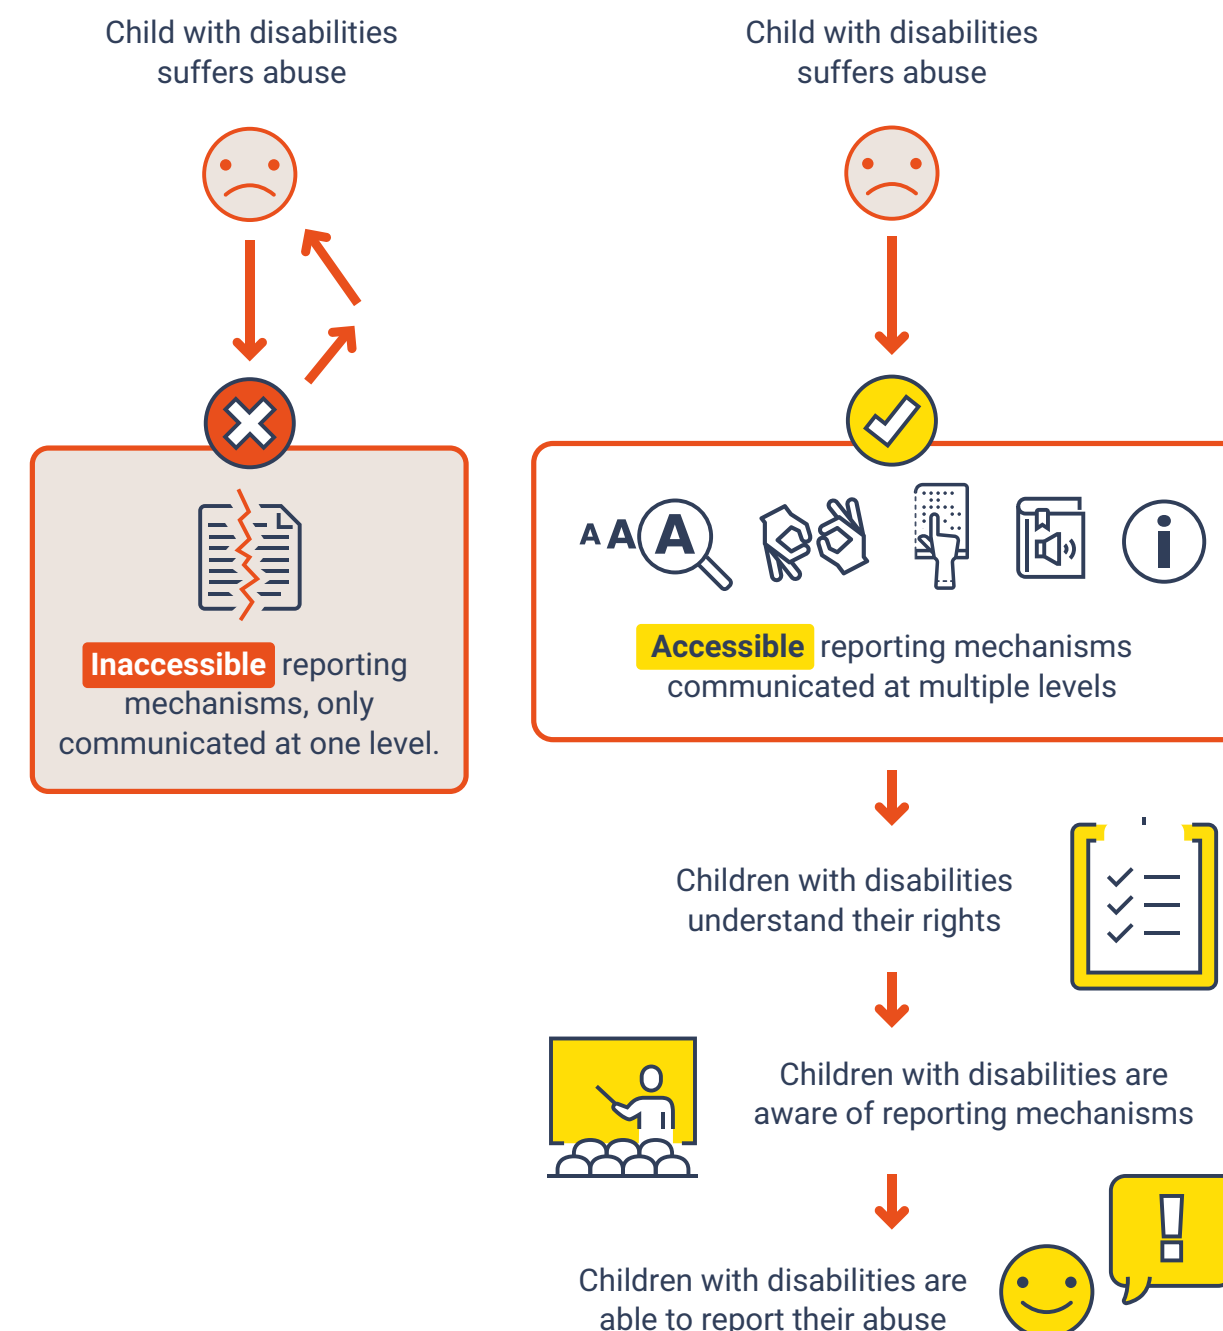 Child with disabilities
suffers abuse
Inaccessible reporting
mechanisms, only
communicated at one level.
Child with disabilities
suffers abuse
A A A
Accessible reporting mechanisms
communicated at multiple levels
Children with disabilities
understand their rights
Children with disabilities are
aware of reporting mechanisms
Children with disabilities are
able to report their abuse